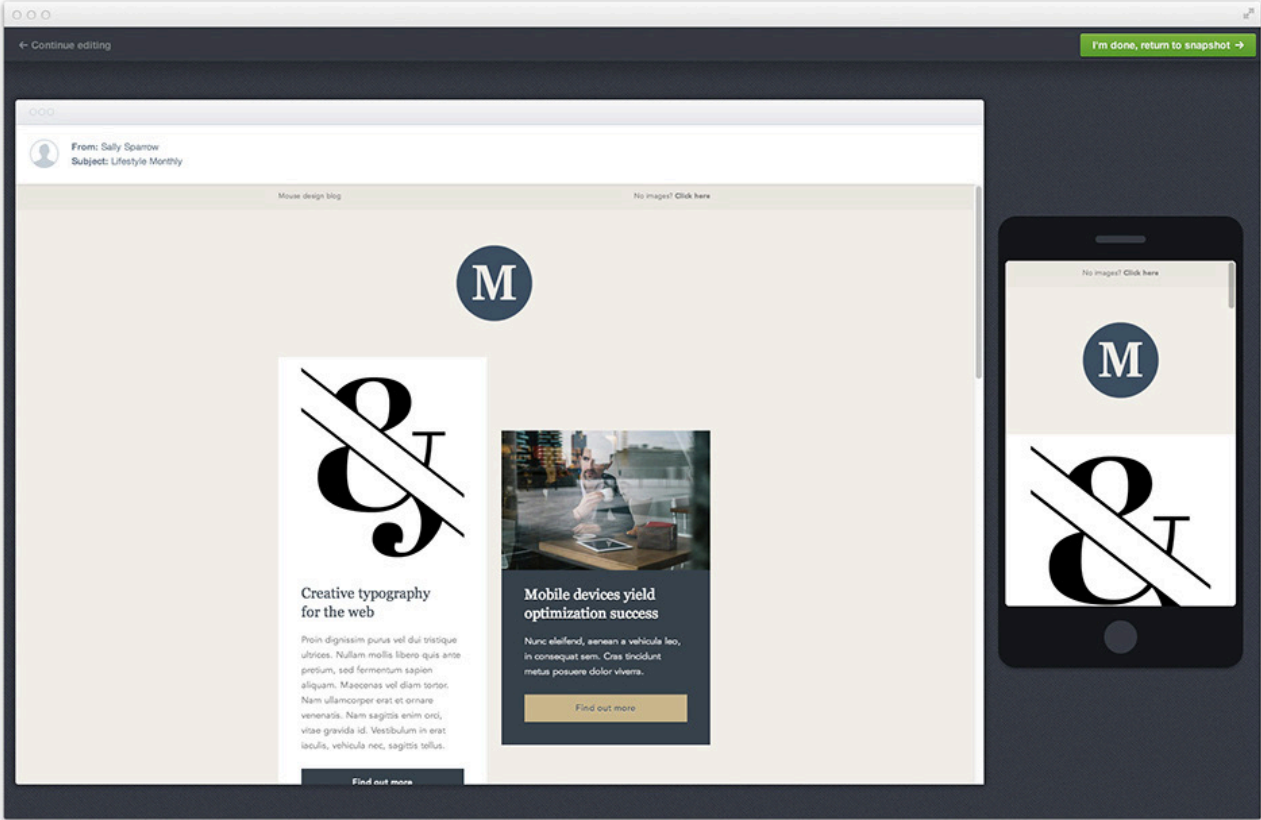 ← Continue editing
I'm done, return to snapshot →
From: Sally Sparrow
Subject: Lifestyle Monthly
Mouse design blog
No images? Click here
M
&
Creative typography
for the web
Proin dignissim purus vel dui tristique
ultrices. Nullam mollis libero quis ante
pretium, sed fermentum sapien
aliquam. Maecenas vel diam tortor.
Nam ullamcorper erat et ornare
venenatis. Nam sagittis enim orci,
vitae gravida id. Vestibulum in erat
iaculis, vehicula nec, sagittis tellus.
Find out more
Mobile devices yield
optimization success
Nunc eleifend, aenean a vehicula leo,
in consequat sem. Cras tincidunt
metus posuere dolor viverra.
Find out more
No images? Click here
M
&